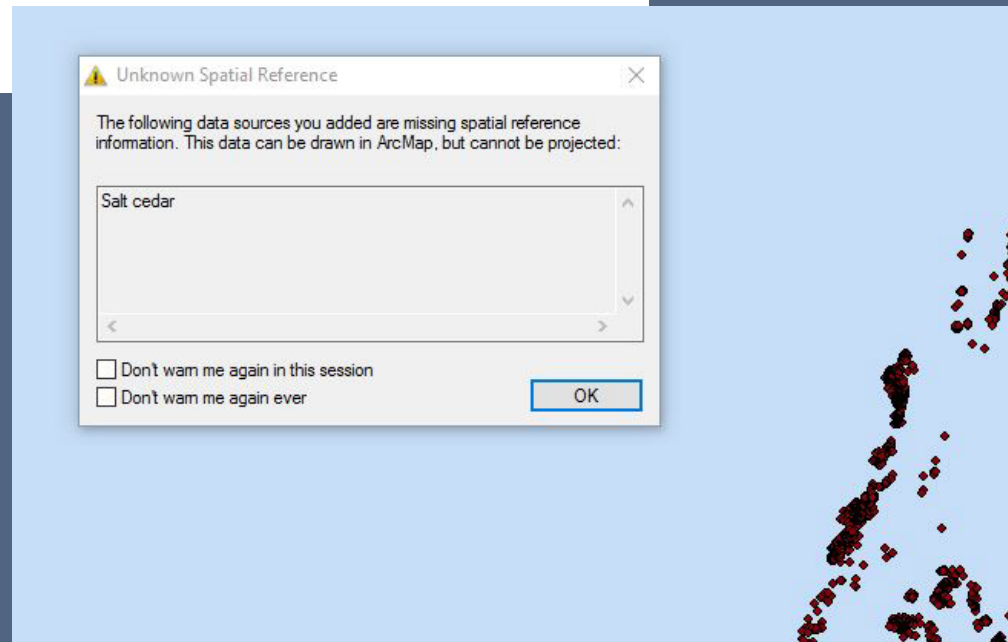 Unknown Spatial Reference
The following data sources you added are missing spatial reference
information. This data can be drawn in ArcMap, but cannot be projected:
Salt cedar
Don't warn me again in this session
Don't warn me again ever
OK